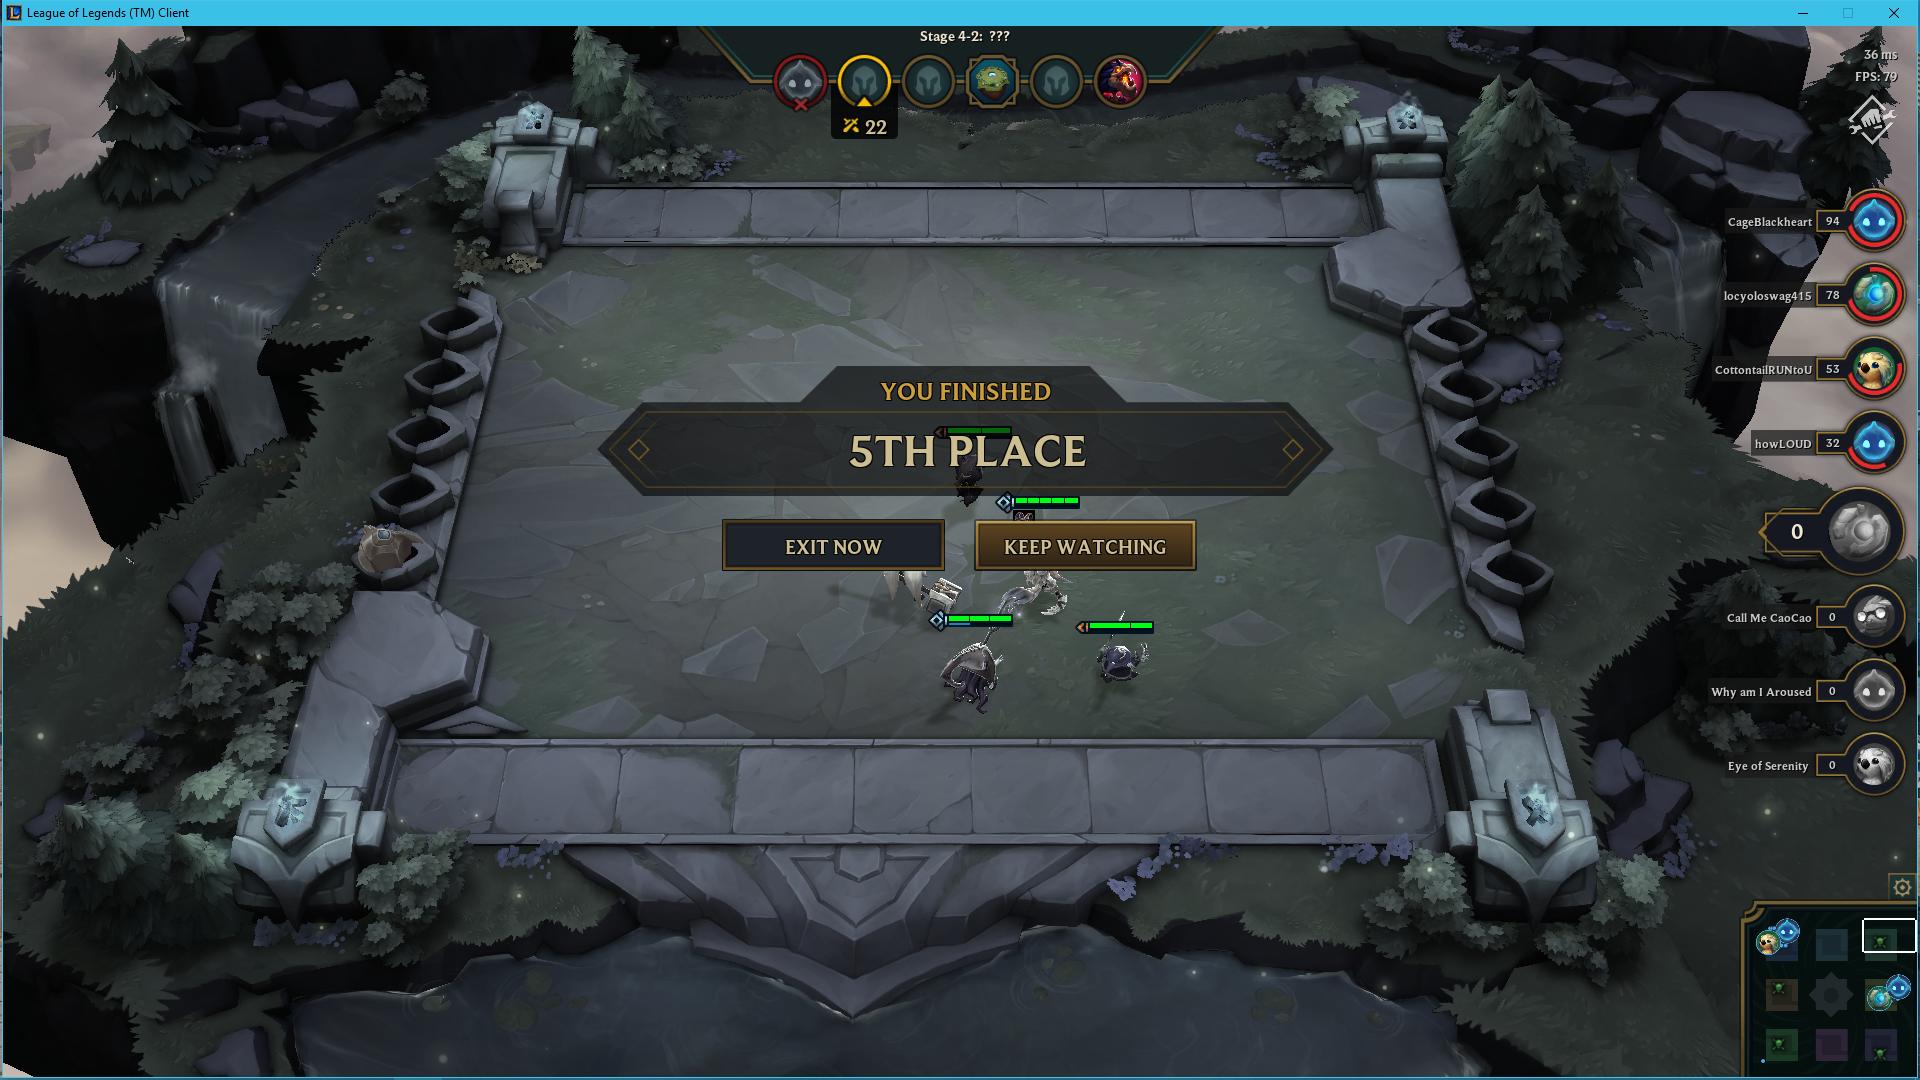 League of Legends (TM) Client
Stage 4-2: ???
36 ms
FPS: 79
22
CageBlackheart 94
locyoloswag415 78
CottontailRUNtoU 53
howLOUD 32
YOU FINISHED
5TH PLACE
EXIT NOW
KEEP WATCHING
0
Call Me CaoCao 0
Why am I Aroused 0
Eye of Serenity 0